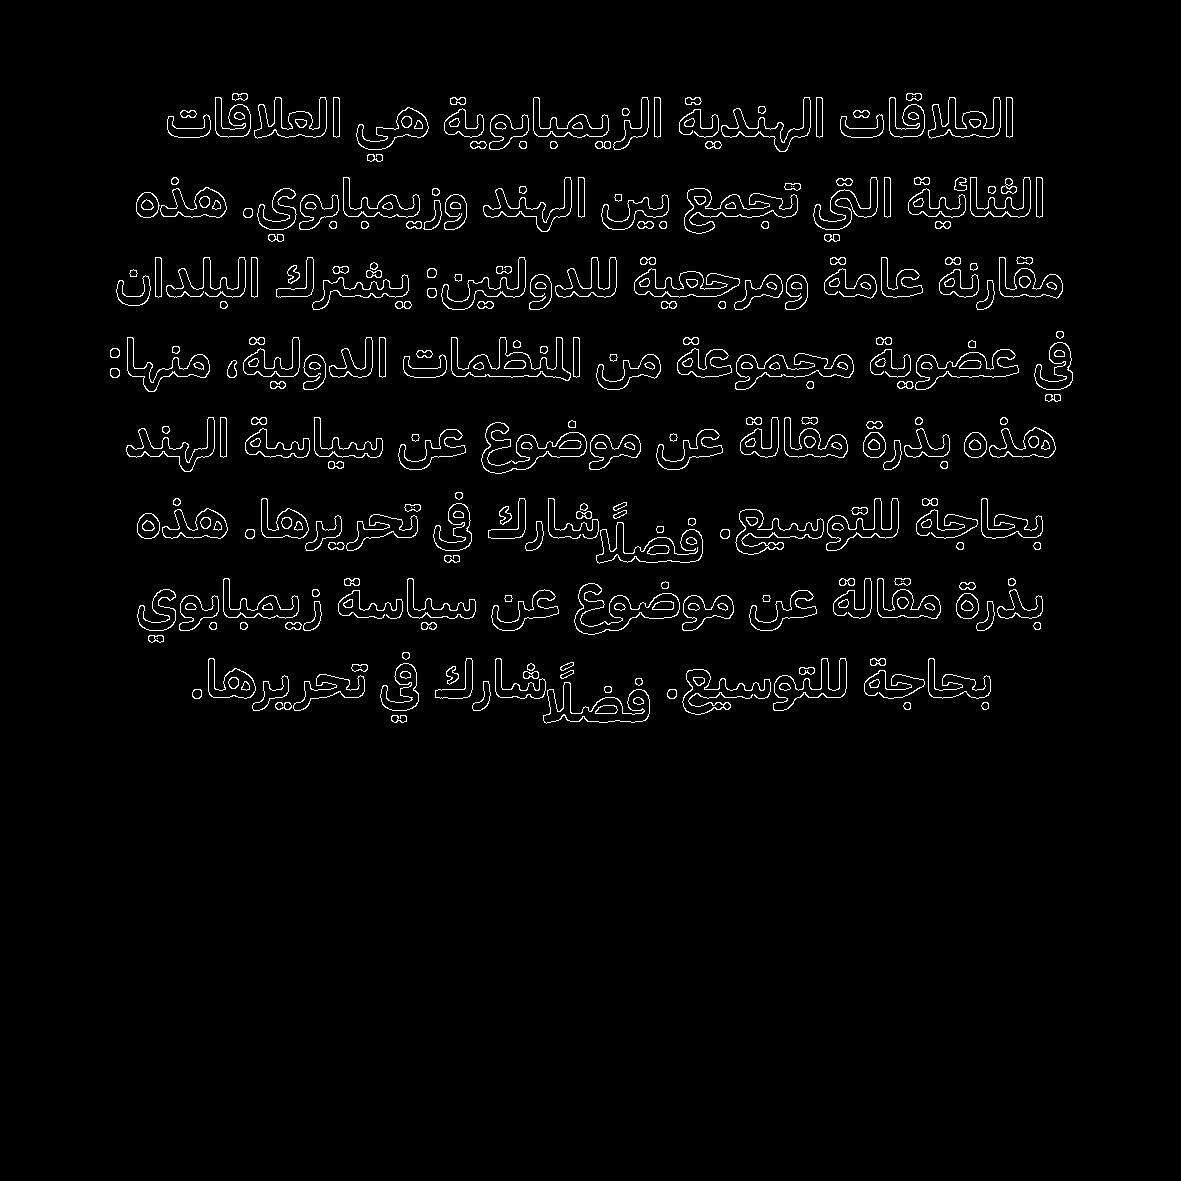 العلاقات الهندية الزيمبابوية هي العلاقات
الثنائية التي تجمع بين الهند وزيمبابوي. هذه
مقارنة عامة ومرجعية للدولتين: يشترك البلدان
في عضوية مجموعة من المنظمات الدولية، منها:
هذه بذرة مقالة عن موضوع عن سياسة الهند
بحاجة للتوسيع. فضلًا شارك في تحريرها. هذه
بذرة مقالة عن موضوع عن سياسة زيمبابوي
بحاجة للتوسيع. فضلًا شارك في تحريرها.